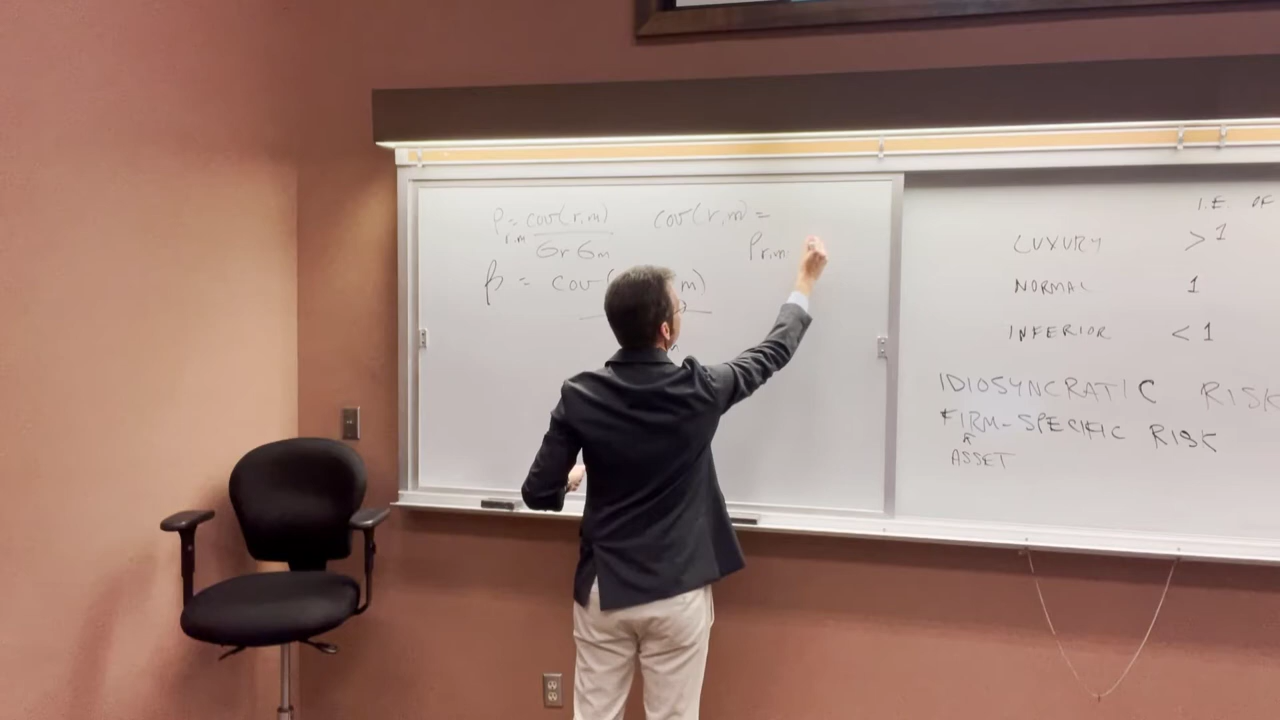 ρ = cov(r,m)
r,m σr σm
cov(r,m) =
ρr,m
β = cov( m)
I.E. OF
LUXURY >1
NORMAL 1
INFERIOR <1
IDIOSYNCRATIC RISK
FIRM-SPECIFIC RISK
ASSET